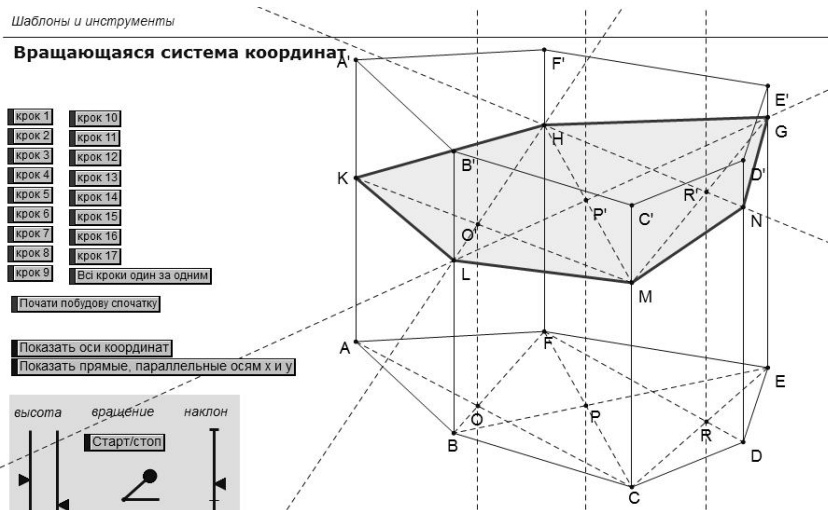 Шаблоны и инструменты
Вращающаяся система координат
крок 1
крок 2
крок 3
крок 4
крок 5
крок 6
крок 7
крок 8
крок 9
крок 10
крок 11
крок 12
крок 13
крок 14
крок 15
крок 16
крок 17
Всі кроки один за одним
Почати побудову спочатку
Показать оси координат
Показать прямые, параллельные осям x и y
высота вращение наклон
Старт/стоп
A' F' E'
G
H
B' D'
K R'
P' C' N
O'
L M
A F
E
O P R
B D
C